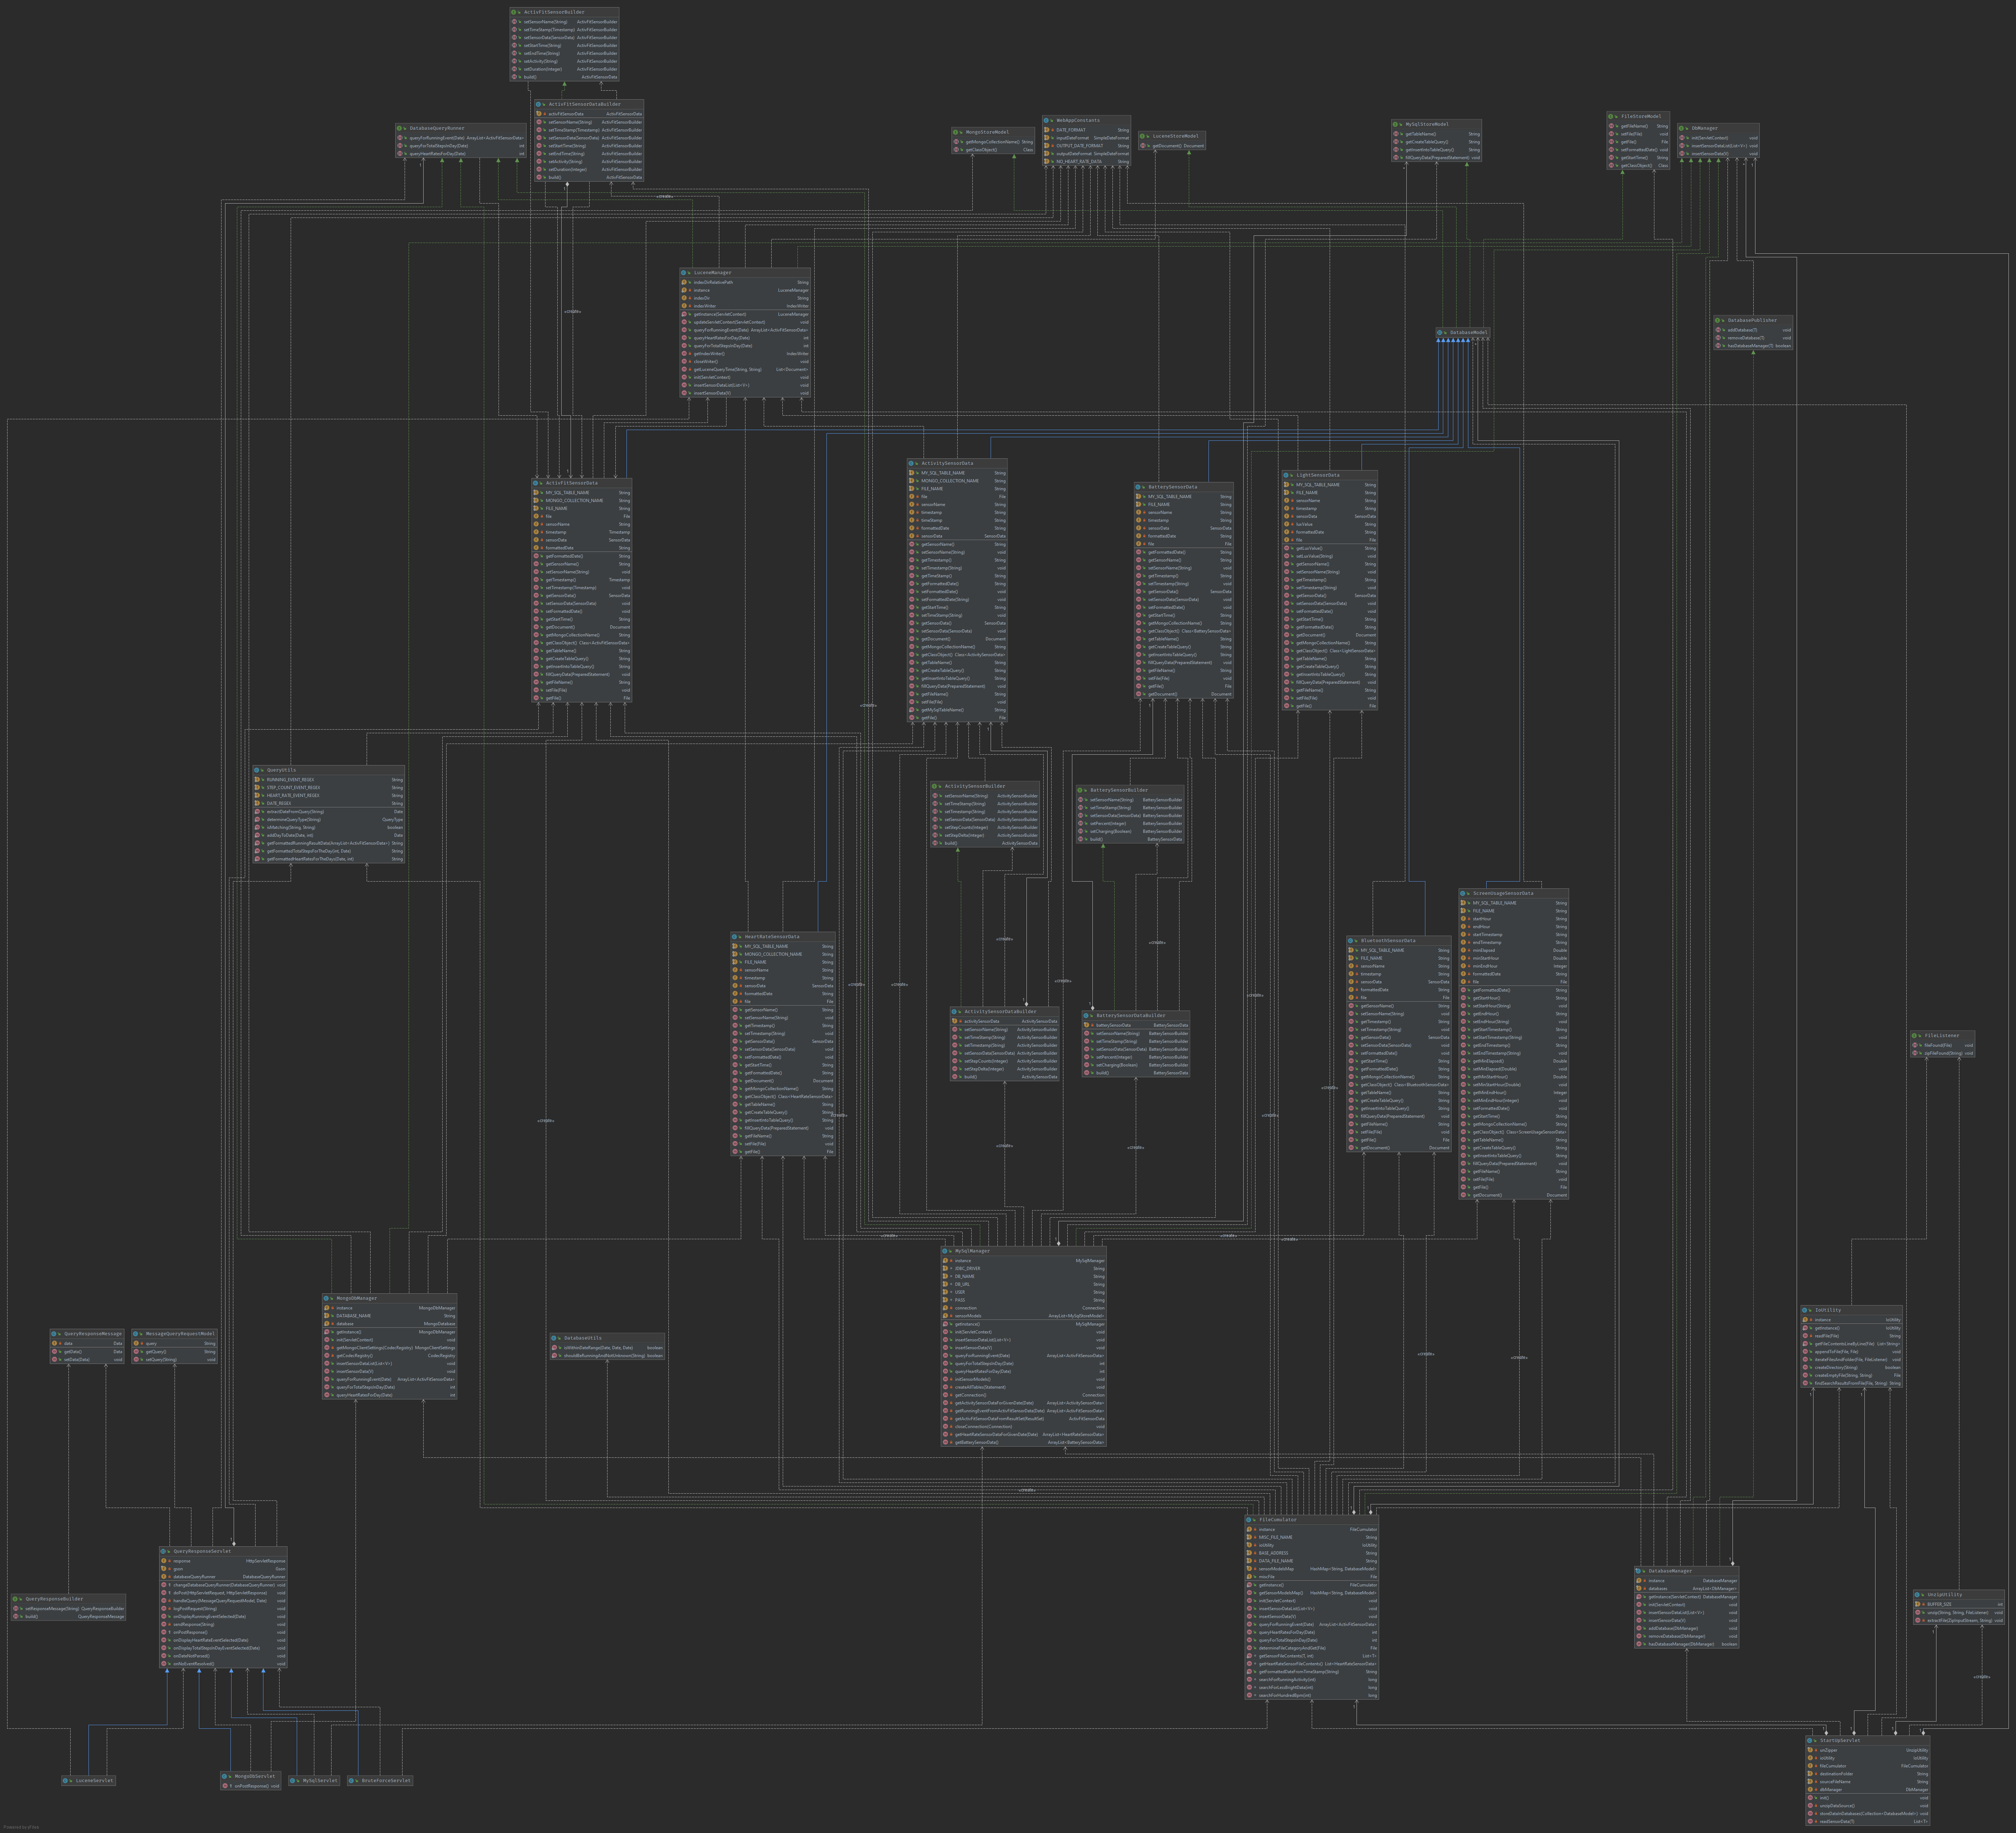 ActivFitSensorBuilder
setSensorName(String) ActivFitSensorBuilder
setTimeStamp(Timestamp) ActivFitSensorBuilder
setSensorData(SensorData) ActivFitSensorBuilder
setStartTime(String) ActivFitSensorBuilder
setEndTime(String) ActivFitSensorBuilder
setActivity(String) ActivFitSensorBuilder
setDuration(Integer) ActivFitSensorBuilder
build() ActivFitSensorData
ActivFitSensorDataBuilder
activFitSensorData ActivFitSensorData
setSensorName(String) ActivFitSensorBuilder
setTimeStamp(Timestamp) ActivFitSensorBuilder
setSensorData(SensorData) ActivFitSensorBuilder
setStartTime(String) ActivFitSensorBuilder
setEndTime(String) ActivFitSensorBuilder
setActivity(String) ActivFitSensorBuilder
setDuration(Integer) ActivFitSensorBuilder
build() ActivFitSensorData
DatabaseQueryRunner
queryForRunningEvent(Date) ArrayList<ActivFitSensorData>
queryForTotalStepsInDay(Date) int
queryHeartRatesForDay(Date) int
MongoStoreModel
getMongoCollectionName() String
getClassObject() Class
WebAppConstants
DATE_FORMAT String
inputDateFormat SimpleDateFormat
OUTPUT_DATE_FORMAT String
outputDateFormat SimpleDateFormat
NO_HEART_RATE_DATA String
LuceneStoreModel
getDocument() Document
MySqlStoreModel
getTableName() String
getCreateTableQuery() String
getInsertIntoTableQuery() String
fillQueryData(PreparedStatement) void
FileStoreModel
getFileName() String
setFile(File) void
getFile() File
setFormattedDate() void
getStartTime() String
getClassObject() Class
DbManager
init(ServletContext) void
insertSensorDataList(List<V>) void
insertSensorData(V) void
LuceneManager
indexDirRelativePath String
instance LuceneManager
indexDir String
indexWriter IndexWriter
getInstance(ServletContext) LuceneManager
updateServletContext(ServletContext) void
queryForRunningEvent(Date) ArrayList<ActivFitSensorData>
queryHeartRatesForDay(Date) int
queryForTotalStepsInDay(Date) int
getIndexWriter() IndexWriter
closeWriter() void
getLuceneQueryTime(String, String) List<Document>
init(ServletContext) void
insertSensorDataList(List<V>) void
insertSensorData(V) void
DatabaseModel
DatabasePublisher
addDatabase(T) void
removeDatabase(T) void
hasDatabaseManager(T) boolean
ActivFitSensorData
MY_SQL_TABLE_NAME String
MONGO_COLLECTION_NAME String
FILE_NAME String
file File
sensorName String
timestamp Timestamp
sensorData SensorData
formattedDate String
getFormattedDate() String
getSensorName() String
setSensorName(String) void
getTimestamp() Timestamp
setTimestamp(Timestamp) void
getSensorData() SensorData
setSensorData(SensorData) void
setFormattedDate() void
getStartTime() String
getDocument() Document
getMongoCollectionName() String
getClassObject() Class<ActivFitSensorData>
getTableName() String
getCreateTableQuery() String
getInsertIntoTableQuery() String
fillQueryData(PreparedStatement) void
getFileName() String
setFile(File) void
getFile() File
ActivitySensorData
MY_SQL_TABLE_NAME String
MONGO_COLLECTION_NAME String
FILE_NAME String
file File
sensorName String
timestamp String
timeStamp String
formattedDate String
sensorData SensorData
getSensorName() String
setSensorName(String) void
getTimestamp() String
setTimestamp(String) void
getTimeStamp() String
getFormattedDate() String
setFormattedDate() void
setFormattedDate(String) void
getStartTime() String
setTimeStamp(String) void
getSensorData() SensorData
setSensorData(SensorData) void
getDocument() Document
getMongoCollectionName() String
getClassObject() Class<ActivitySensorData>
getTableName() String
getCreateTableQuery() String
getInsertIntoTableQuery() String
fillQueryData(PreparedStatement) void
getFileName() String
setFile(File) void
getMySqlTableName() String
getFile() File
BatterySensorData
MY_SQL_TABLE_NAME String
FILE_NAME String
sensorName String
timestamp String
sensorData SensorData
formattedDate String
file File
getFormattedDate() String
getSensorName() String
setSensorName(String) void
getTimestamp() String
setTimestamp(String) void
getSensorData() SensorData
setSensorData(SensorData) void
setFormattedDate() void
getStartTime() String
getMongoCollectionName() String
getClassObject() Class<BatterySensorData>
getTableName() String
getCreateTableQuery() String
getInsertIntoTableQuery() String
fillQueryData(PreparedStatement) void
getFileName() String
setFile(File) void
getFile() File
getDocument() Document
LightSensorData
MY_SQL_TABLE_NAME String
FILE_NAME String
sensorName String
timestamp String
sensorData SensorData
luxValue String
formattedDate String
file File
getLuxValue() String
setLuxValue(String) void
getSensorName() String
setSensorName(String) void
getTimestamp() String
setTimestamp(String) void
getSensorData() SensorData
setSensorData(SensorData) void
setFormattedDate() void
getStartTime() String
getFormattedDate() String
getDocument() Document
getMongoCollectionName() String
getClassObject() Class<LightSensorData>
getTableName() String
getCreateTableQuery() String
getInsertIntoTableQuery() String
fillQueryData(PreparedStatement) void
getFileName() String
setFile(File) void
getFile() File
QueryUtils
RUNNING_EVENT_REGEX String
STEP_COUNT_EVENT_REGEX String
HEART_RATE_EVENT_REGEX String
DATE_REGEX String
extractDateFromQuery(String) Date
determineQueryType(String) QueryType
isMatching(String, String) boolean
addDayToDate(Date, int) Date
getFormattedRunningResultData(ArrayList<ActivFitSensorData>) String
getFormattedTotalStepsForTheDay(int, Date) String
getFormattedHeartRatesForTheDays(Date, int) String
ActivitySensorBuilder
setSensorName(String) ActivitySensorBuilder
setTimeStamp(String) ActivitySensorBuilder
setTimestamp(String) ActivitySensorBuilder
setSensorData(SensorData) ActivitySensorBuilder
setStepCounts(Integer) ActivitySensorBuilder
setStepDelta(Integer) ActivitySensorBuilder
build() ActivitySensorData
BatterySensorBuilder
setSensorName(String) BatterySensorBuilder
setTimeStamp(String) BatterySensorBuilder
setSensorData(SensorData) BatterySensorBuilder
setPercent(Integer) BatterySensorBuilder
setCharging(Boolean) BatterySensorBuilder
build() BatterySensorData
HeartRateSensorData
MY_SQL_TABLE_NAME String
MONGO_COLLECTION_NAME String
FILE_NAME String
sensorName String
timestamp String
sensorData SensorData
formattedDate String
file File
getSensorName() String
setSensorName(String) void
getTimestamp() String
setTimestamp(String) void
getSensorData() SensorData
setSensorData(SensorData) void
setFormattedDate() void
getStartTime() String
getFormattedDate() String
getDocument() Document
getMongoCollectionName() String
getClassObject() Class<HeartRateSensorData>
getTableName() String
getCreateTableQuery() String
getInsertIntoTableQuery() String
fillQueryData(PreparedStatement) void
getFileName() String
setFile(File) void
getFile() File
ActivitySensorDataBuilder
activitySensorData ActivitySensorData
setSensorName(String) ActivitySensorBuilder
setTimeStamp(String) ActivitySensorBuilder
setTimestamp(String) ActivitySensorBuilder
setSensorData(SensorData) ActivitySensorBuilder
setStepCounts(Integer) ActivitySensorBuilder
setStepDelta(Integer) ActivitySensorBuilder
build() ActivitySensorData
BatterySensorDataBuilder
batterySensorData BatterySensorData
setSensorName(String) BatterySensorBuilder
setTimeStamp(String) BatterySensorBuilder
setSensorData(SensorData) BatterySensorBuilder
setPercent(Integer) BatterySensorBuilder
setCharging(Boolean) BatterySensorBuilder
build() BatterySensorData
BluetoothSensorData
MY_SQL_TABLE_NAME String
FILE_NAME String
sensorName String
timestamp String
sensorData SensorData
formattedDate String
file File
getSensorName() String
setSensorName(String) void
getTimestamp() String
setTimestamp(String) void
getSensorData() SensorData
setSensorData(SensorData) void
setFormattedDate() void
getStartTime() String
getFormattedDate() String
getMongoCollectionName() String
getClassObject() Class<BluetoothSensorData>
getTableName() String
getCreateTableQuery() String
getInsertIntoTableQuery() String
fillQueryData(PreparedStatement) void
getFileName() String
setFile(File) void
getFile() File
getDocument() Document
ScreenUsageSensorData
MY_SQL_TABLE_NAME String
FILE_NAME String
startHour String
endHour String
startTimestamp String
endTimestamp String
minElapsed Double
minStartHour Double
minEndHour Integer
formattedDate String
file File
getFormattedDate() String
getStartHour() String
setStartHour(String) void
getEndHour() String
setEndHour(String) void
getStartTimestamp() String
setStartTimestamp(String) void
getEndTimestamp() String
setEndTimestamp(String) void
getMinElapsed() Double
setMinElapsed(Double) void
getMinStartHour() Double
setMinStartHour(Double) void
getMinEndHour() Integer
setMinEndHour(Integer) void
setFormattedDate() void
getStartTime() String
getMongoCollectionName() String
getClassObject() Class<ScreenUsageSensorData>
getTableName() String
getCreateTableQuery() String
getInsertIntoTableQuery() String
fillQueryData(PreparedStatement) void
getFileName() String
setFile(File) void
getFile() File
getDocument() Document
FileListener
fileFound(File) void
zipFileFound(String) void
MySqlManager
instance MySqlManager
JDBC_DRIVER String
DB_NAME String
DB_URL String
USER String
PASS String
connection Connection
sensorModels ArrayList<MySqlStoreModel>
getInstance() MySqlManager
init(ServletContext) void
insertSensorDataList(List<V>) void
insertSensorData(V) void
queryForRunningEvent(Date) ArrayList<ActivFitSensorData>
queryForTotalStepsInDay(Date) int
queryHeartRatesForDay(Date) int
initSensorModels() void
createAllTables(Statement) void
getConnection() Connection
getActivitySensorDataForGivenDate(Date) ArrayList<ActivitySensorData>
getRunningEventFromActivFitSensorData(Date) ArrayList<ActivFitSensorData>
getActivFitSensorDataFromResultSet(ResultSet) ActivFitSensorData
closeConnection(Connection) void
getHeartRateSensorDataForGivenDate(Date) ArrayList<HeartRateSensorData>
getBatterySensorData() ArrayList<BatterySensorData>
MongoDbManager
instance MongoDbManager
DATABASE_NAME String
database MongoDatabase
getInstance() MongoDbManager
init(ServletContext) void
getMongoClientSettings(CodecRegistry) MongoClientSettings
getCodecRegistry() CodecRegistry
insertSensorDataList(List<V>) void
insertSensorData(V) void
queryForRunningEvent(Date) ArrayList<ActivFitSensorData>
queryForTotalStepsInDay(Date) int
queryHeartRatesForDay(Date) int
QueryResponseMessage
data Data
getData() Data
setData(Data) void
MessageQueryRequestModel
query String
getQuery() String
setQuery(String) void
DatabaseUtils
isWithinDateRange(Date, Date, Date) boolean
shouldBeRunningAndNotUnknown(String) boolean
IoUtility
instance IoUtility
getInstance() IoUtility
readFile(File) String
getFileContentsLineByLine(File) List<String>
appendToFile(File, File) void
iterateFilesAndFolder(File, FileListener) void
createDirectory(String) boolean
createEmptyFile(String, String) File
findSearchResultsFromFile(File, String) String
FileCumulator
instance FileCumulator
MISC_FILE_NAME String
ioUtility IoUtility
BASE_ADDRESS String
DATA_FILE_NAME String
sensorModelsMap HashMap<String, DatabaseModel>
miscFile File
getInstance() FileCumulator
getSensorModelsMap() HashMap<String, DatabaseModel>
init(ServletContext) void
insertSensorDataList(List<V>) void
insertSensorData(V) void
queryForRunningEvent(Date) ArrayList<ActivFitSensorData>
queryHeartRatesForDay(Date) int
queryForTotalStepsInDay(Date) int
determineFileCategoryAndGet(File) File
getSensorFileContents(T, int) List<T>
getHeartRateSensorFileContents() List<HeartRateSensorData>
getFormattedDateFromTimeStamp(String) String
searchForRunningActivity(int) long
searchForLessBrightData(int) long
searchForHundredBpm(int) long
QueryResponseServlet
response HttpServletResponse
gson Gson
databaseQueryRunner DatabaseQueryRunner
changeDatabaseQueryRunner(DatabaseQueryRunner) void
doPost(HttpServletRequest, HttpServletResponse) void
handleQuery(MessageQueryRequestModel, Date) void
logPostRequest(String) void
onDisplayRunningEventSelected(Date) void
sendResponse(String) void
onPostResponse() void
onDisplayHeartRateEventSelected(Date) void
onDisplayTotalStepsInDayEventSelected(Date) void
onDateNotParsed() void
onNoEventResolved() void
QueryResponseBuilder
setResponseMessage(String) QueryResponseBuilder
build() QueryResponseMessage
DatabaseManager
instance DatabaseManager
databases ArrayList<DbManager>
getInstance(ServletContext) DatabaseManager
init(ServletContext) void
insertSensorDataList(List<V>) void
insertSensorData(V) void
addDatabase(DbManager) void
removeDatabase(DbManager) void
hasDatabaseManager(DbManager) boolean
UnzipUtility
BUFFER_SIZE int
unzip(String, String, FileListener) void
extractFile(ZipInputStream, String) void
StartUpServlet
unZipper UnzipUtility
ioUtility IoUtility
fileCumulator FileCumulator
destinationFolder String
sourceFileName String
dbManager DbManager
init() void
unzipDataSource() void
storeDataInDatabases(Collection<DatabaseModel>) void
readSensorData(T) List<T>
LuceneServlet
MongoDbServlet
onPostResponse() void
MySqlServlet
BruteForceServlet
Powered by yFiles